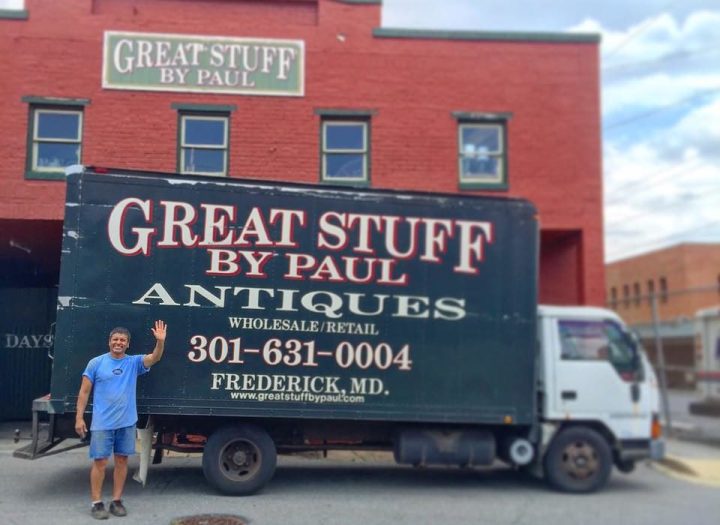 GREAT STUFF
BY PAUL
GREAT STUFF
BY PAUL
ANTIQUES
WHOLESALE/RETAIL
301-631-0004
FREDERICK, MD.
www.greatstuffbypaul.com
DAYS